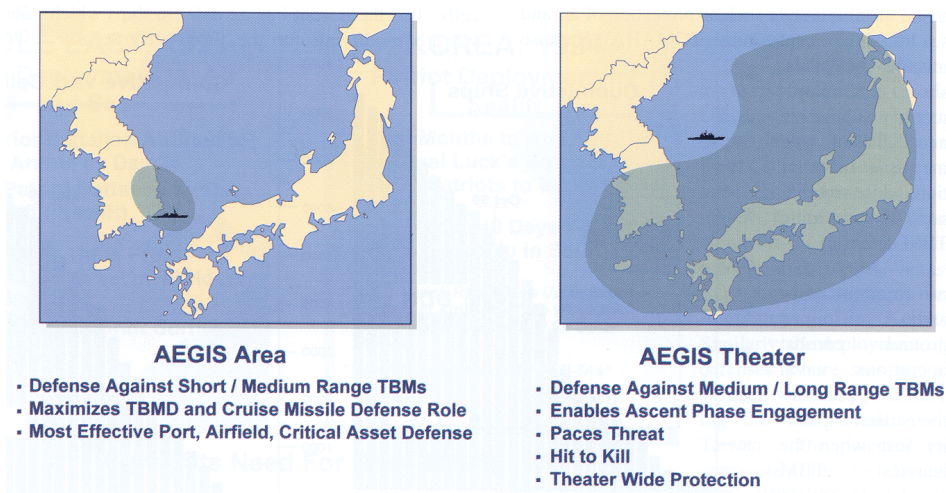 AEGIS Area
▪ Defense Against Short / Medium Range TBMs
▪ Maximizes TBMD and Cruise Missile Defense Role
▪ Most Effective Port, Airfield, Critical Asset Defense
AEGIS Theater
▪ Defense Against Medium / Long Range TBMs
▪ Enables Ascent Phase Engagement
▪ Paces Threat
▪ Hit to Kill
▪ Theater Wide Protection